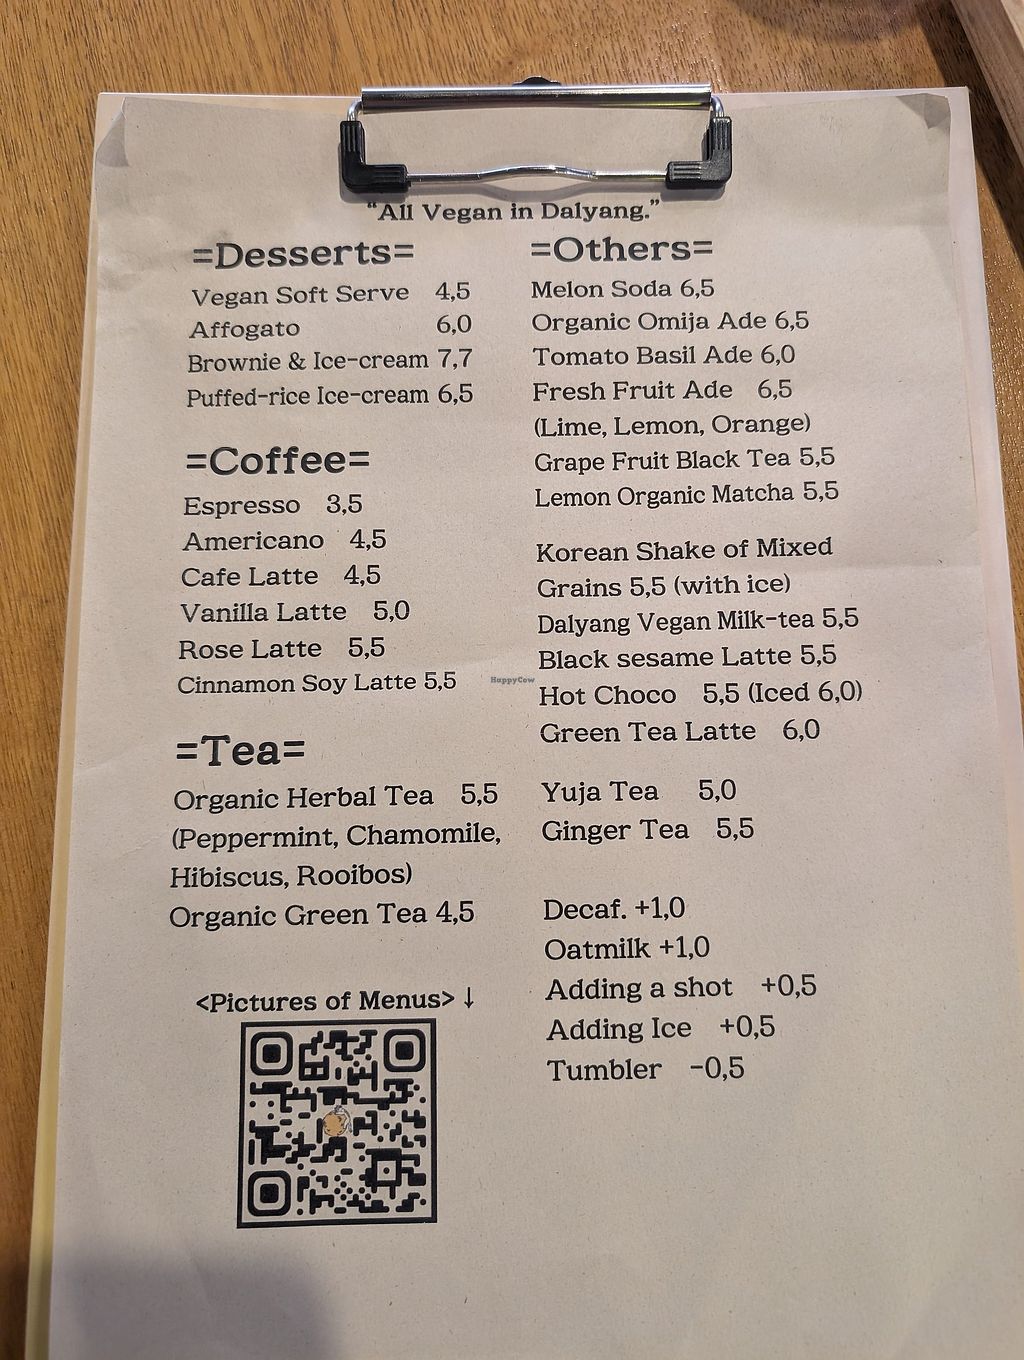 "All Vegan in Dalyang."
=Desserts=
Vegan Soft Serve 4,5
Affogato 6,0
Brownie & Ice-cream 7,7
Puffed-rice Ice-cream 6,5
=Coffee=
Espresso 3,5
Americano 4,5
Cafe Latte 4,5
Vanilla Latte 5,0
Rose Latte 5,5
Cinnamon Soy Latte 5,5
=Tea=
Organic Herbal Tea 5,5
(Peppermint, Chamomile,
Hibiscus, Rooibos)
Organic Green Tea 4,5
<Pictures of Menus> ↓
=Others=
Melon Soda 6,5
Organic Omija Ade 6,5
Tomato Basil Ade 6,0
Fresh Fruit Ade 6,5
(Lime, Lemon, Orange)
Grape Fruit Black Tea 5,5
Lemon Organic Matcha 5,5
Korean Shake of Mixed
Grains 5,5 (with ice)
Dalyang Vegan Milk-tea 5,5
Black sesame Latte 5,5
Hot Choco 5,5 (Iced 6,0)
Green Tea Latte 6,0
Yuja Tea 5,0
Ginger Tea 5,5
Decaf. +1,0
Oatmilk +1,0
Adding a shot +0,5
Adding Ice +0,5
Tumbler -0,5
HappyCow